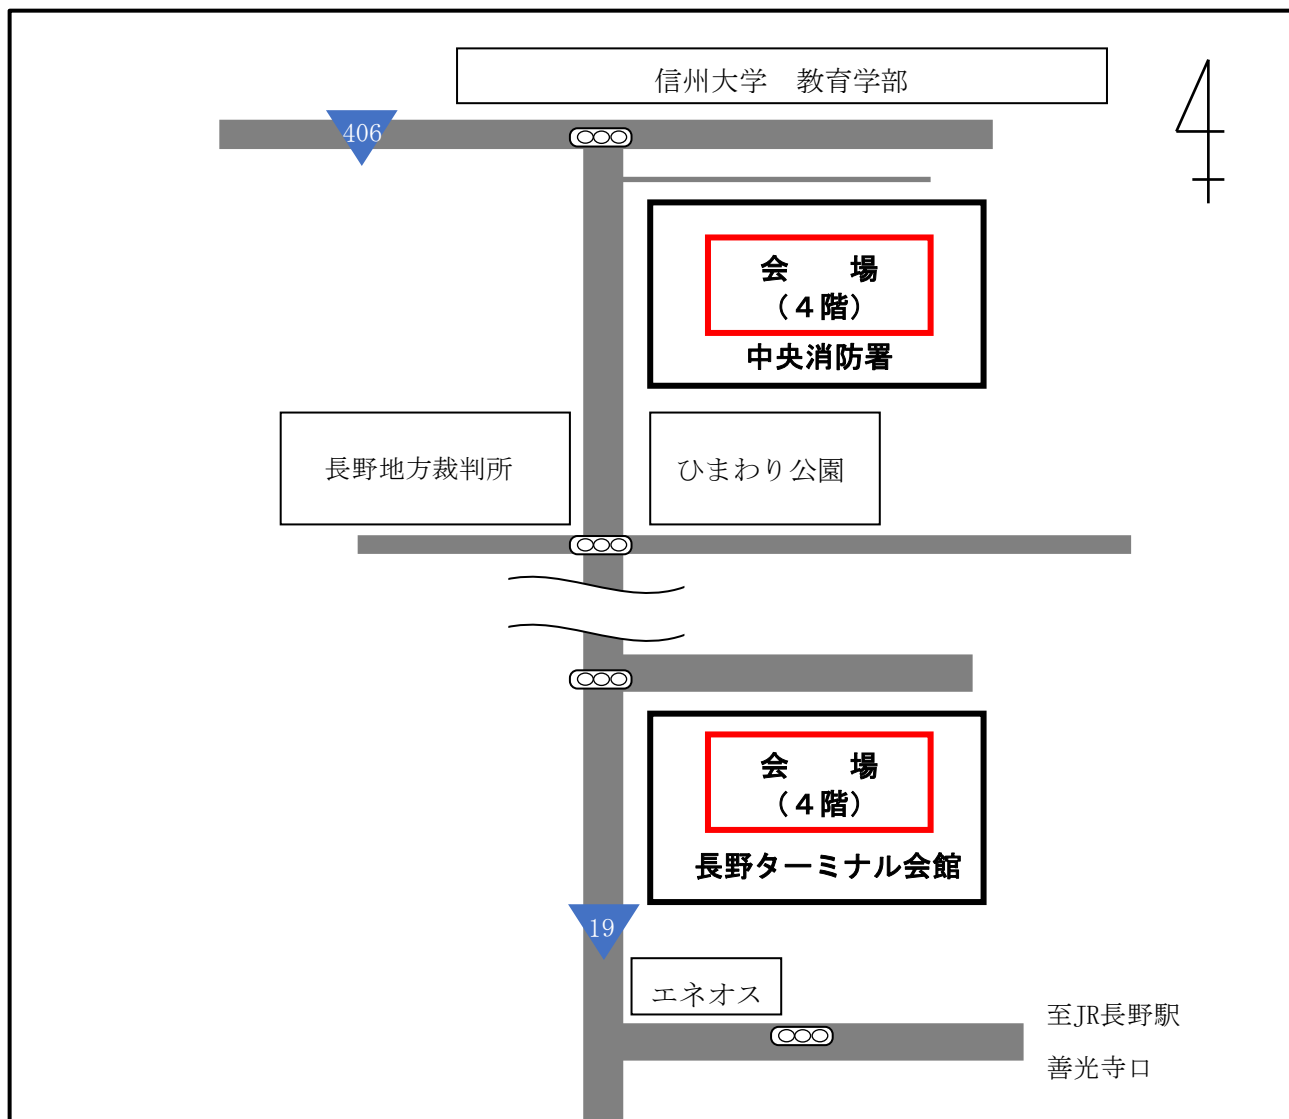 信州大学　教育学部
406
会　　場
（４階）
中央消防署
長野地方裁判所
ひまわり公園
会　　場
（４階）
長野ターミナル会館
19
エネオス
至JR長野駅
善光寺口